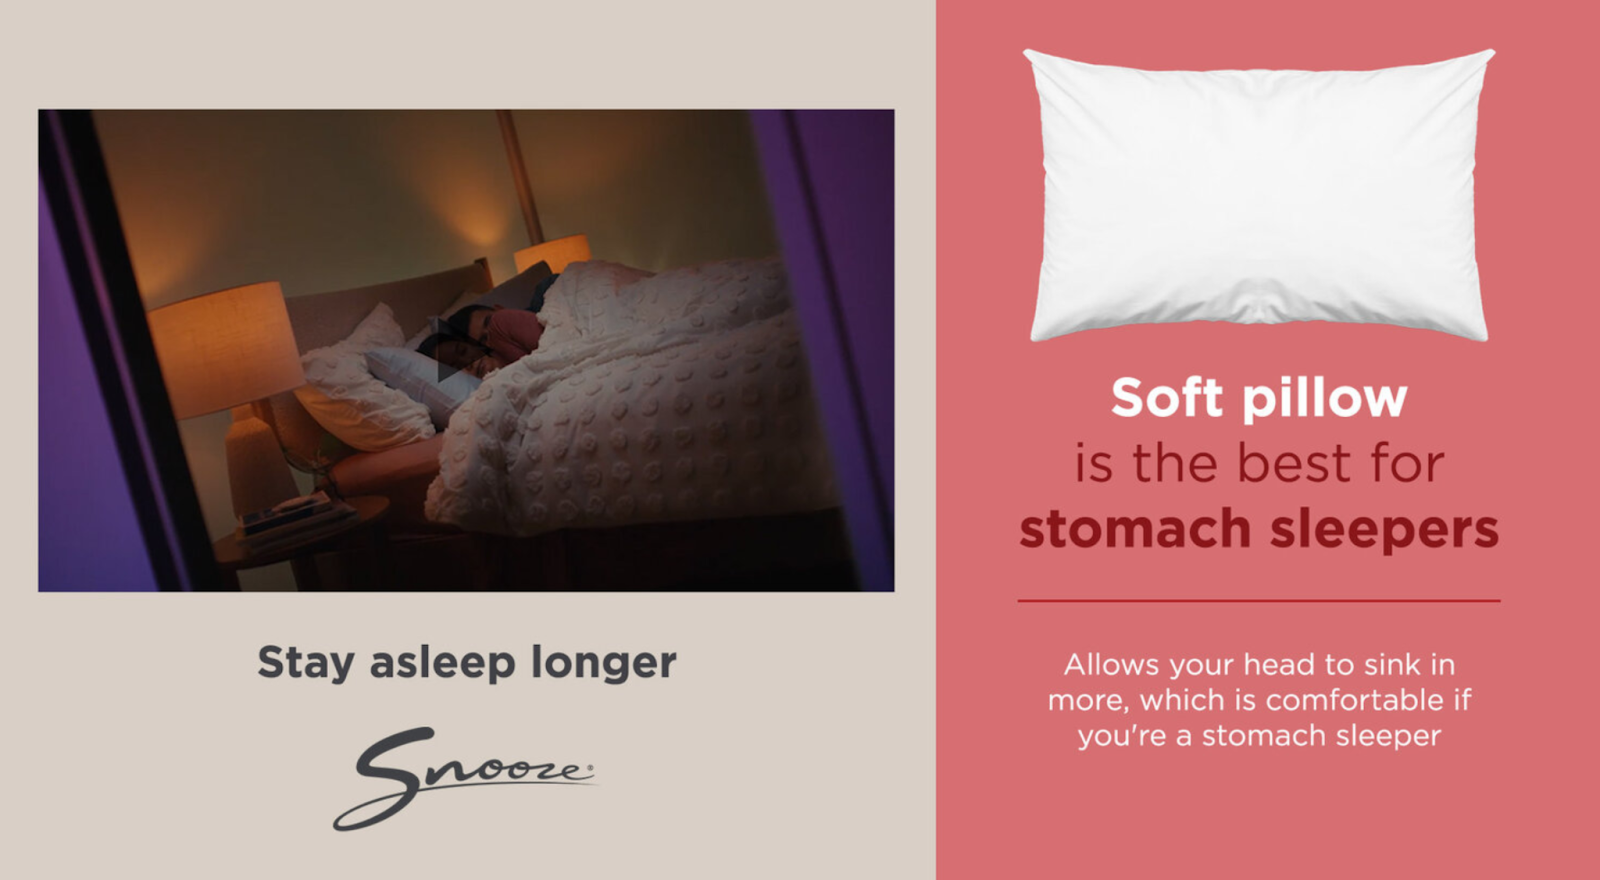 Stay asleep longer
Snooze®
Soft pillow
is the best for
stomach sleepers
Allows your head to sink in
more, which is comfortable if
you're a stomach sleeper